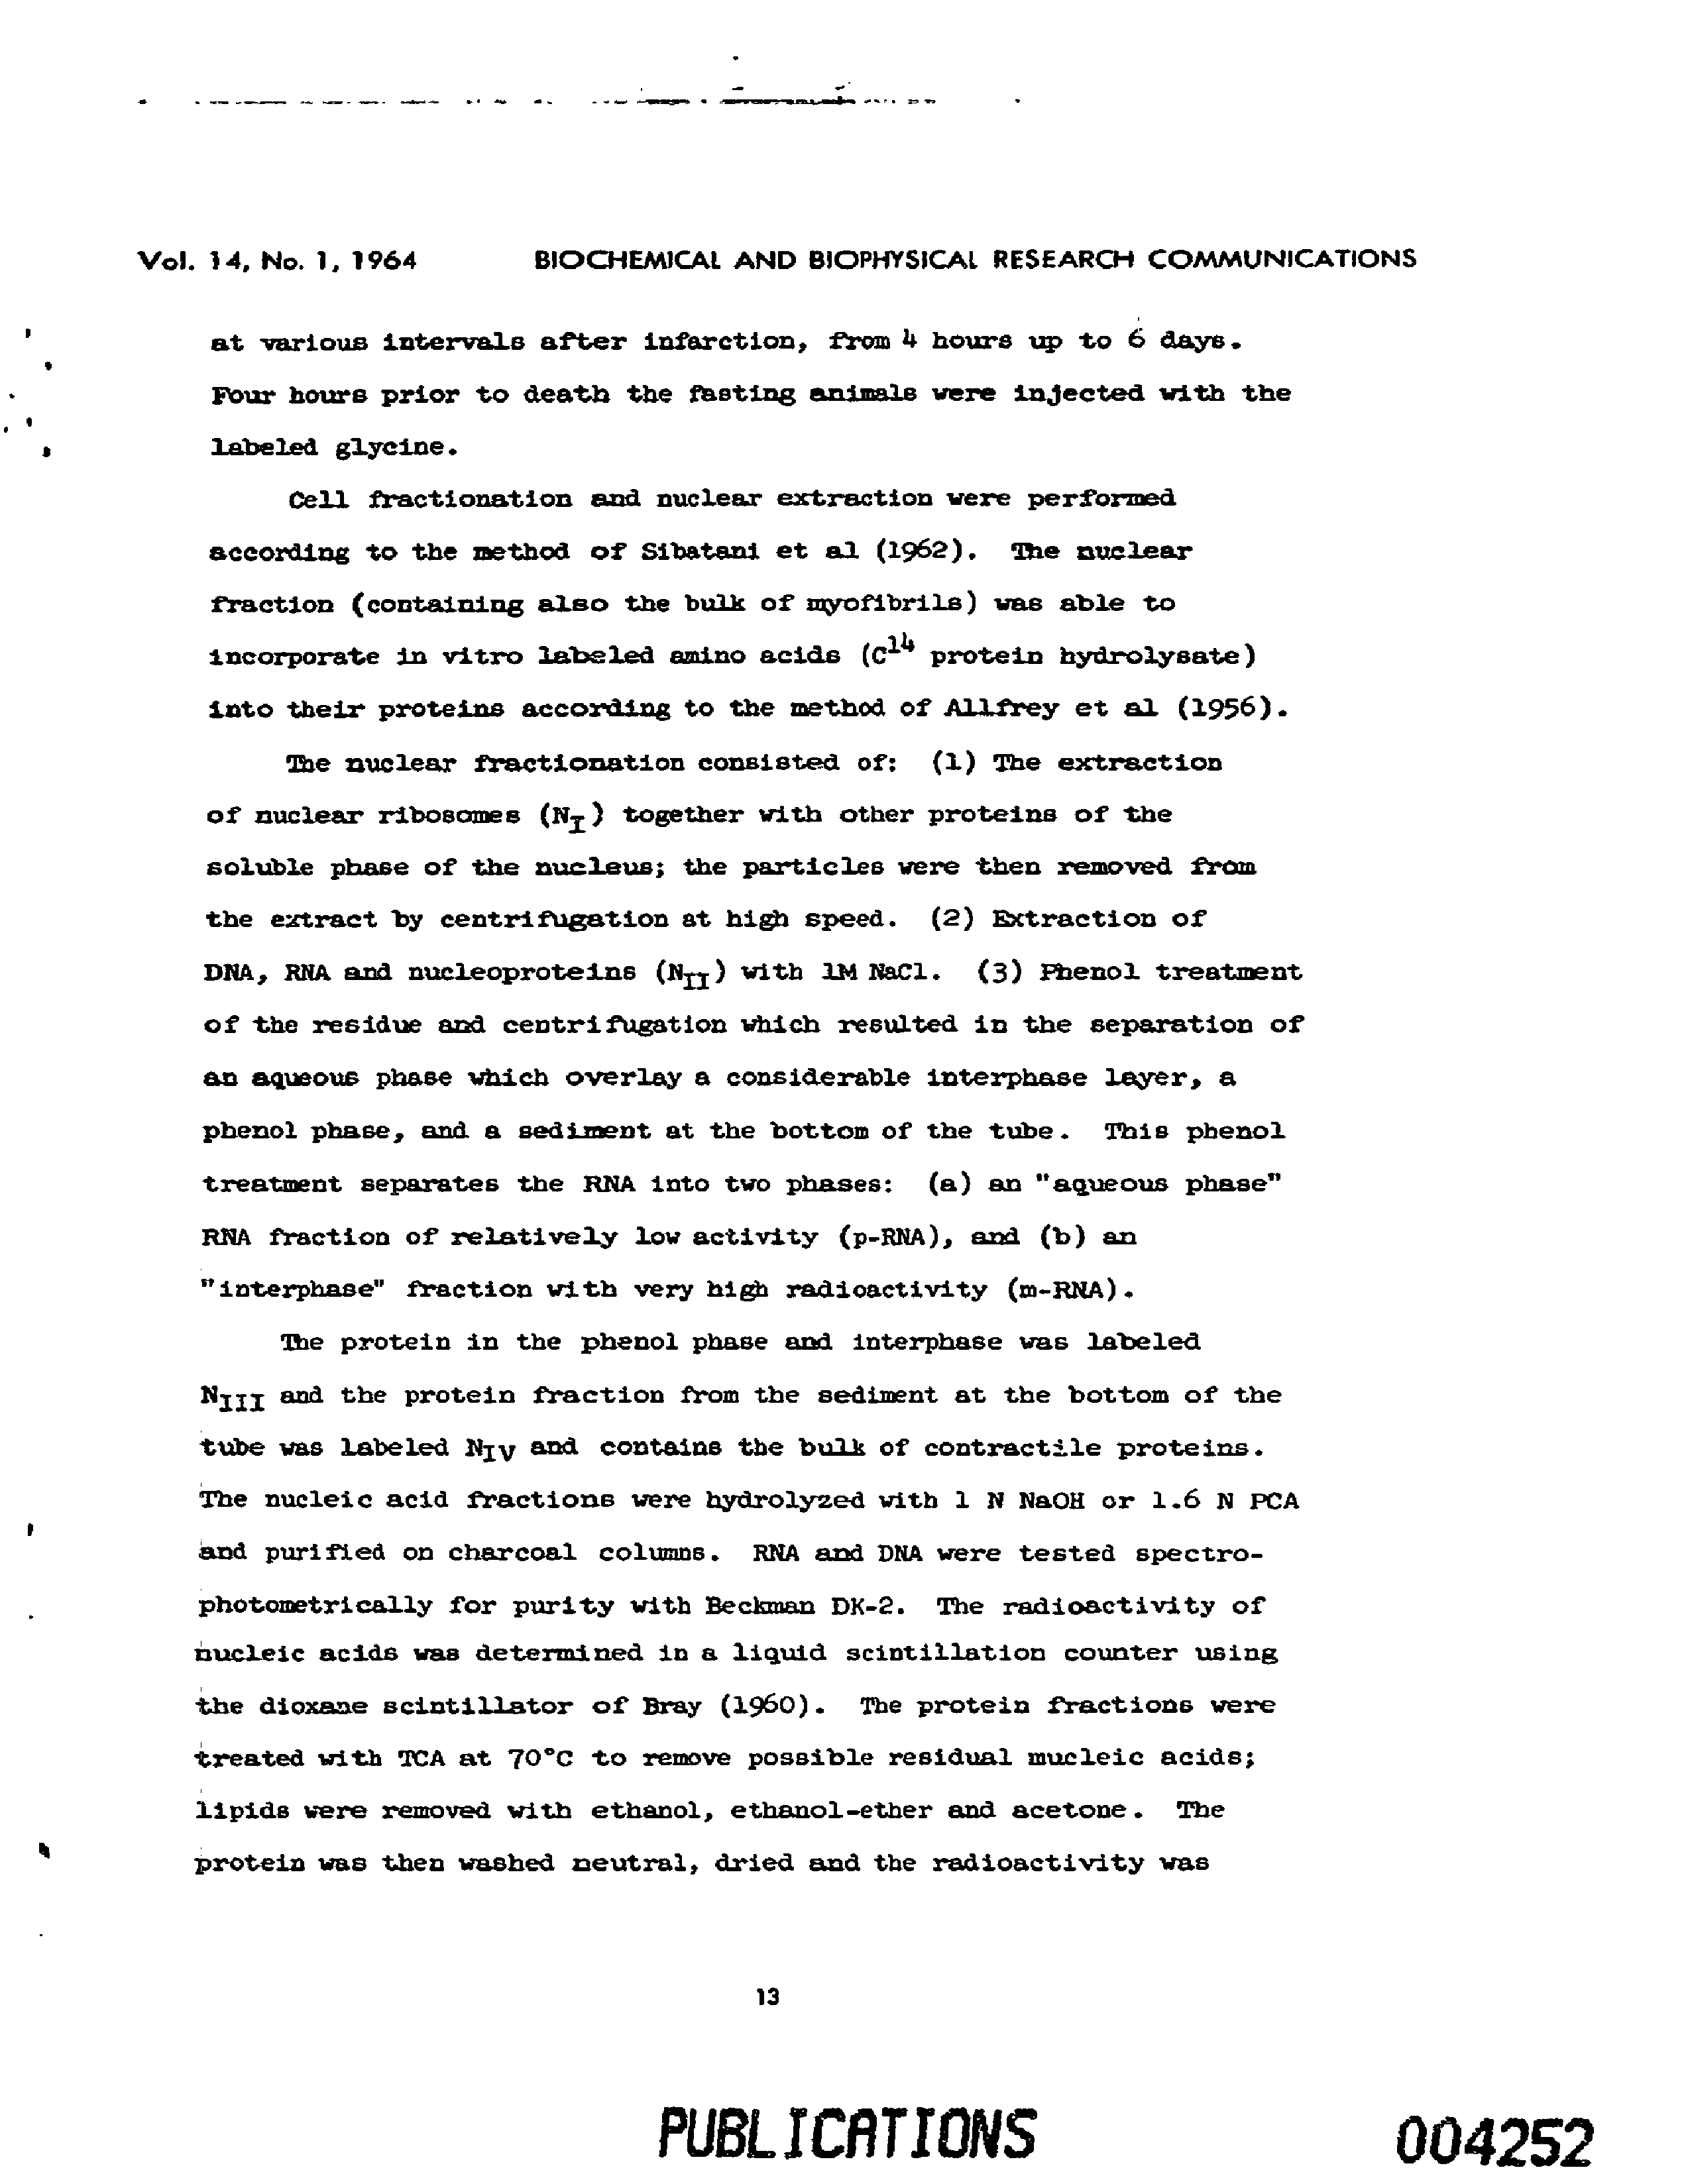 Vol. 14, No. 1, 1964 BIOCHEMICAL AND BIOPHYSICAL RESEARCH COMMUNICATIONS
at various intervals after infarction, from 4 hours up to 6 days.
Four hours prior to death the fasting animals were injected with the
labeled glycine.
Cell fractionation and nuclear extraction were performed
according to the method of Sibatani et al (1962). The nuclear
fraction (containing also the bulk of myofibrils) was able to
incorporate in vitro labeled amino acids (C¹⁴ protein hydrolysate)
into their proteins according to the method of Allfrey et al (1956).
The nuclear fractionation consisted of: (1) The extraction
of nuclear ribosomes (N_I) together with other proteins of the
soluble phase of the nucleus; the particles were then removed from
the extract by centrifugation at high speed. (2) Extraction of
DNA, RNA and nucleoproteins (N_II) with 1M NaCl. (3) Phenol treatment
of the residue and centrifugation which resulted in the separation of
an aqueous phase which overlay a considerable interphase layer, a
phenol phase, and a sediment at the bottom of the tube. This phenol
treatment separates the RNA into two phases: (a) an "aqueous phase"
RNA fraction of relatively low activity (p-RNA), and (b) an
"interphase" fraction with very high radioactivity (m-RNA).
The protein in the phenol phase and interphase was labeled
N_III and the protein fraction from the sediment at the bottom of the
tube was labeled N_IV and contains the bulk of contractile proteins.
The nucleic acid fractions were hydrolyzed with 1 N NaOH or 1.6 N PCA
and purified on charcoal columns. RNA and DNA were tested spectro-
photometrically for purity with Beckman DK-2. The radioactivity of
nucleic acids was determined in a liquid scintillation counter using
the dioxane scintillator of Bray (1960). The protein fractions were
treated with TCA at 70°C to remove possible residual mucleic acids;
lipids were removed with ethanol, ethanol-ether and acetone. The
protein was then washed neutral, dried and the radioactivity was
13
PUBLICATIONS 004252